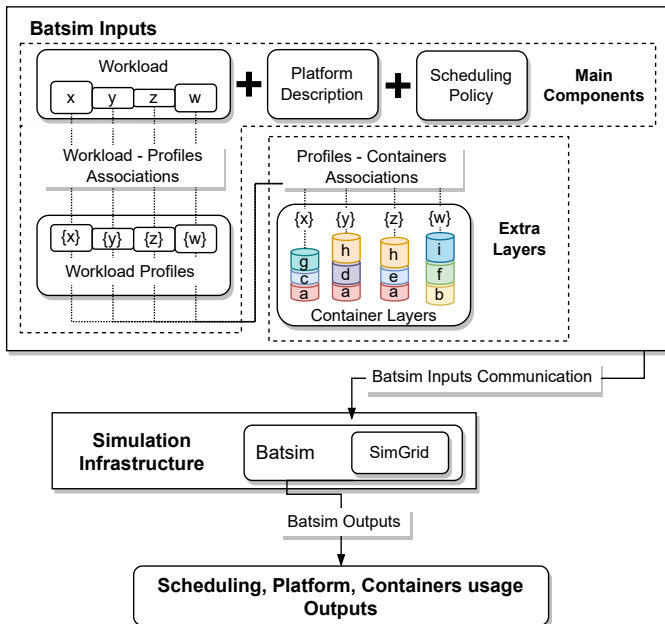 Batsim Inputs
Workload
x y z w
+
Platform
Description
+
Scheduling
Policy
Main
Components
Workload - Profiles
Associations
{x} {y} {z} {w}
Workload Profiles
Profiles - Containers
Associations
{x} {y} {z} {w}
g h h i
c d e f
a a a b
Container Layers
Extra
Layers
Batsim Inputs Communication
Simulation
Infrastructure
Batsim
SimGrid
Batsim Outputs
Scheduling, Platform, Containers usage
Outputs